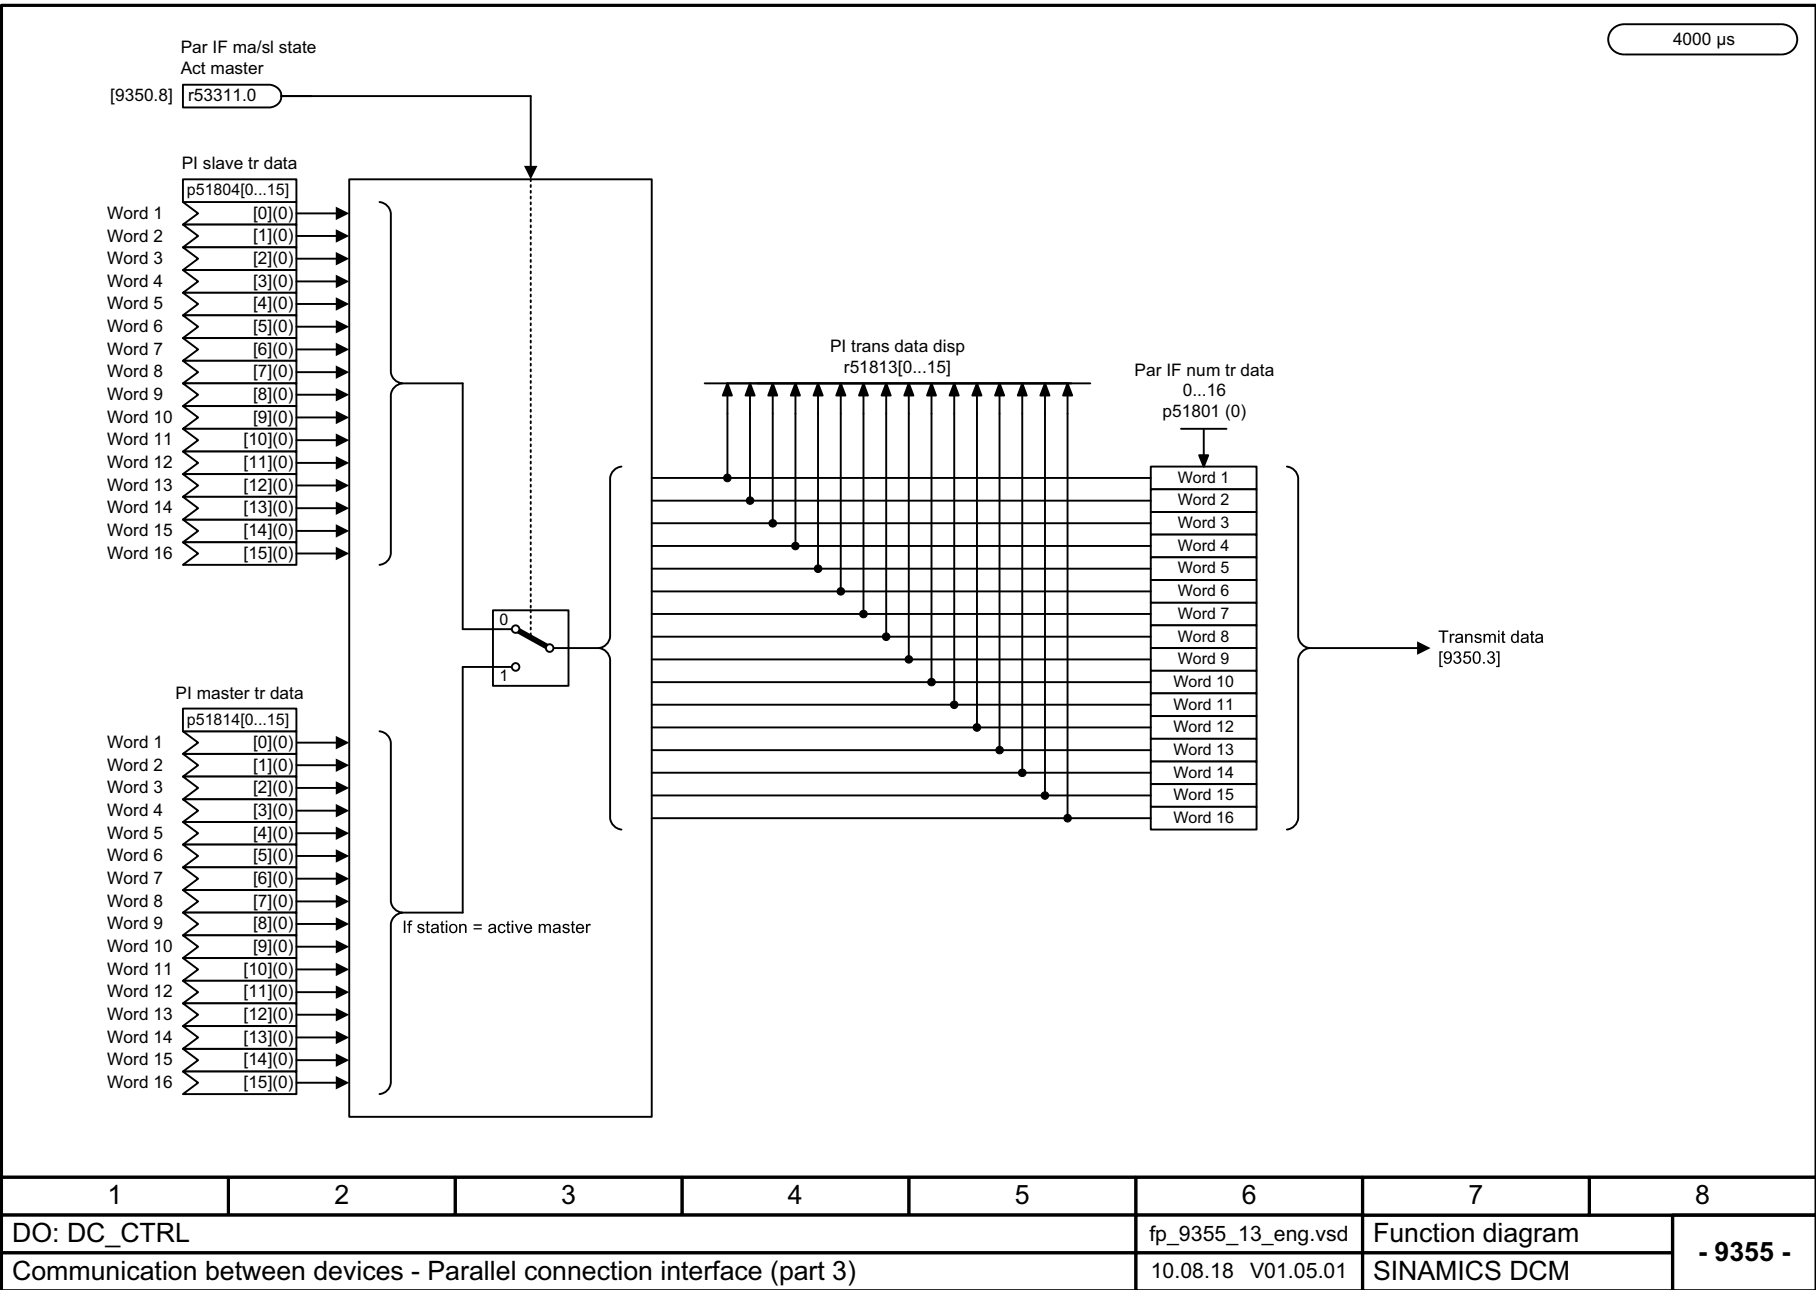 4000 µs
Par IF ma/sl state
Act master
[9350.8] r53311.0
PI slave tr data
p51804[0...15]
Word 1 [0](0)
Word 2 [1](0)
Word 3 [2](0)
Word 4 [3](0)
Word 5 [4](0)
Word 6 [5](0)
Word 7 [6](0)
Word 8 [7](0)
Word 9 [8](0)
Word 10 [9](0)
Word 11 [10](0)
Word 12 [11](0)
Word 13 [12](0)
Word 14 [13](0)
Word 15 [14](0)
Word 16 [15](0)
0
1
PI master tr data
p51814[0...15]
Word 1 [0](0)
Word 2 [1](0)
Word 3 [2](0)
Word 4 [3](0)
Word 5 [4](0)
Word 6 [5](0)
Word 7 [6](0)
Word 8 [7](0)
Word 9 [8](0)
Word 10 [9](0)
Word 11 [10](0)
Word 12 [11](0)
Word 13 [12](0)
Word 14 [13](0)
Word 15 [14](0)
Word 16 [15](0)
If station = active master
PI trans data disp
r51813[0...15]
Par IF num tr data
0...16
p51801 (0)
Word 1
Word 2
Word 3
Word 4
Word 5
Word 6
Word 7
Word 8
Word 9
Word 10
Word 11
Word 12
Word 13
Word 14
Word 15
Word 16
Transmit data
[9350.3]
1 2 3 4 5 6 7 8
DO: DC_CTRL fp_9355_13_eng.vsd Function diagram
- 9355 -
Communication between devices - Parallel connection interface (part 3) 10.08.18 V01.05.01 SINAMICS DCM